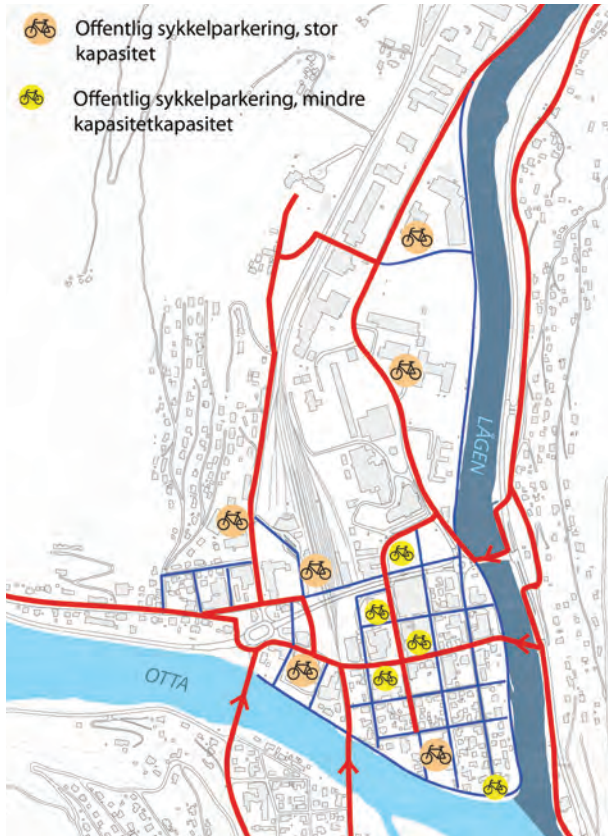 Offentlig sykkelparkering, stor
kapasitet
Offentlig sykkelparkering, mindre
kapasitetkapasitet
LÅGEN
OTTA